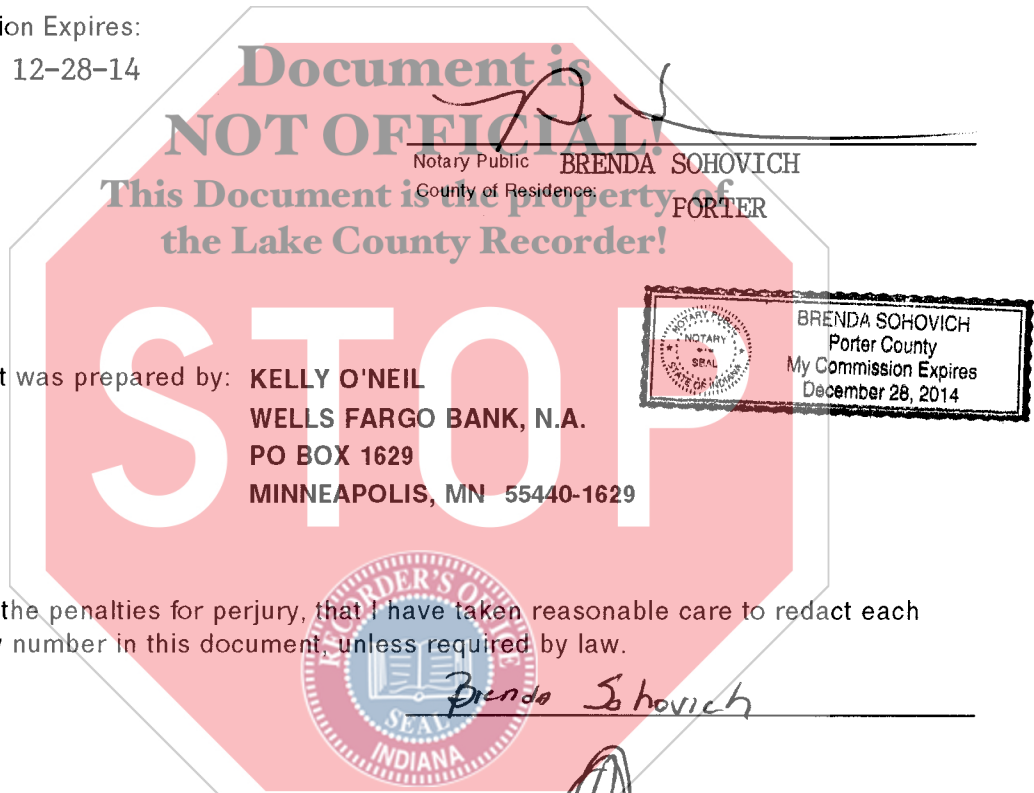 ion Expires:
12-28-14
Document is
NOT OFFICIAL!
This Document is the property of
the Lake County Recorder!
Notary Public BRENDA SOHOVICH
County of Residence:
PORTER
STOP
NOTARY PUBLIC
NOTARY
SEAL
STATE OF INDIANA
BRENDA SOHOVICH
Porter County
My Commission Expires
December 28, 2014
t was prepared by: KELLY O'NEIL
WELLS FARGO BANK, N.A.
PO BOX 1629
MINNEAPOLIS, MN 55440-1629
the penalties for perjury, that I have taken reasonable care to redact each
number in this document, unless required by law.
Brenda Sohovich
RECORDER'S OFFICE
SEAL
INDIANA